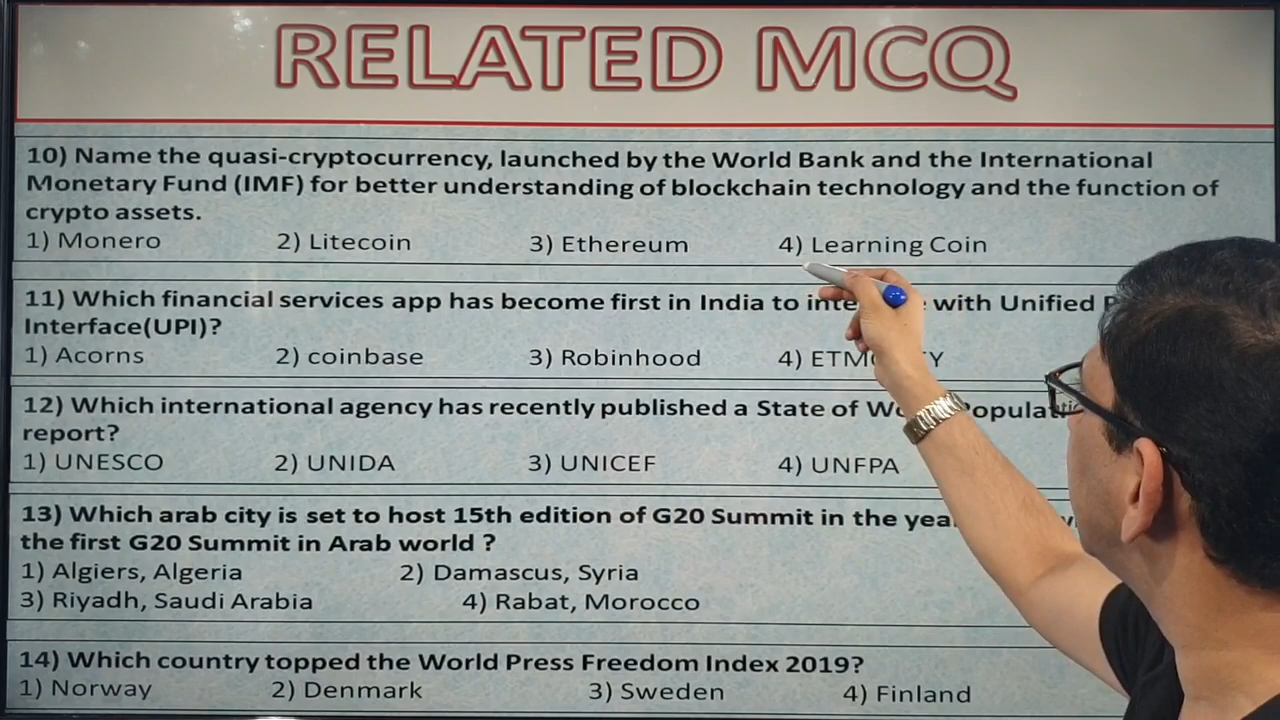 RELATED MCQ
10) Name the quasi-cryptocurrency, launched by the World Bank and the International
Monetary Fund (IMF) for better understanding of blockchain technology and the function of
crypto assets.
1) Monero 2) Litecoin 3) Ethereum 4) Learning Coin
11) Which financial services app has become first in India to with Unified
Interface(UPI)?
1) Acorns 2) coinbase 3) Robinhood 4)
12) Which international agency has recently published a State of
report?
1) UNESCO 2) UNIDA 3) UNICEF 4) UNFPA
13) Which arab city is set to host 15th edition of G20 Summit in the
the first G20 Summit in Arab world ?
1) Algiers, Algeria 2) Damascus, Syria
3) Riyadh, Saudi Arabia 4) Rabat, Morocco
14) Which country topped the World Press Freedom Index 2019?
1) Norway 2) Denmark 3) Sweden 4) Finland